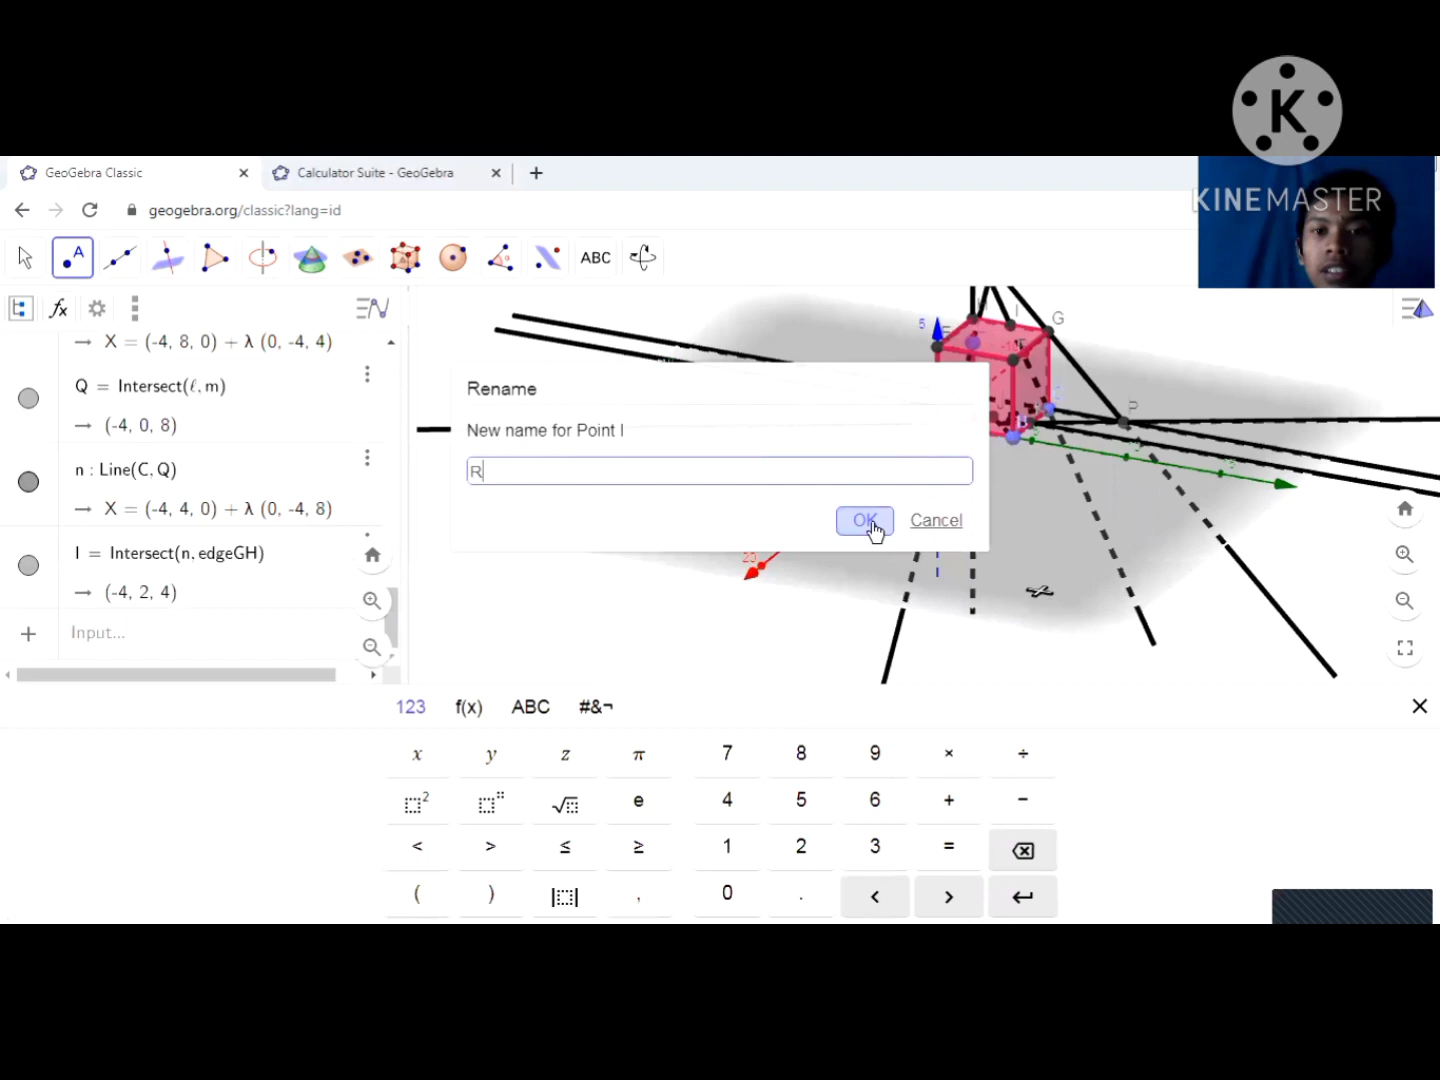 K
KINEMASTER
GeoGebra Classic
Calculator Suite - GeoGebra
geogebra.org/classic?lang=id
A
ABC
fx
→ X = (-4, 8, 0) + λ (0, -4, 4)
Q = Intersect(ℓ, m)
→ (-4, 0, 8)
n : Line(C, Q)
→ X = (-4, 4, 0) + λ (0, -4, 8)
I = Intersect(n, edgeGH)
→ (-4, 2, 4)
+ Input...
5
I
G
P
Rename
New name for Point I
R
OK
Cancel
123 f(x) ABC #&¬
x y z π 7 8 9 × ÷
e 4 5 6 + −
< > ≤ ≥ 1 2 3 =
( ) , 0 . < >